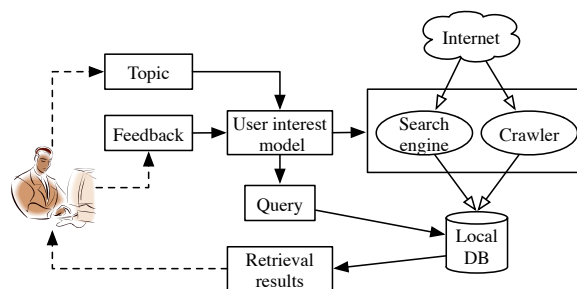 Internet
Topic
Feedback
User interest
model
Search
engine
Crawler
Query
Local
DB
Retrieval
results